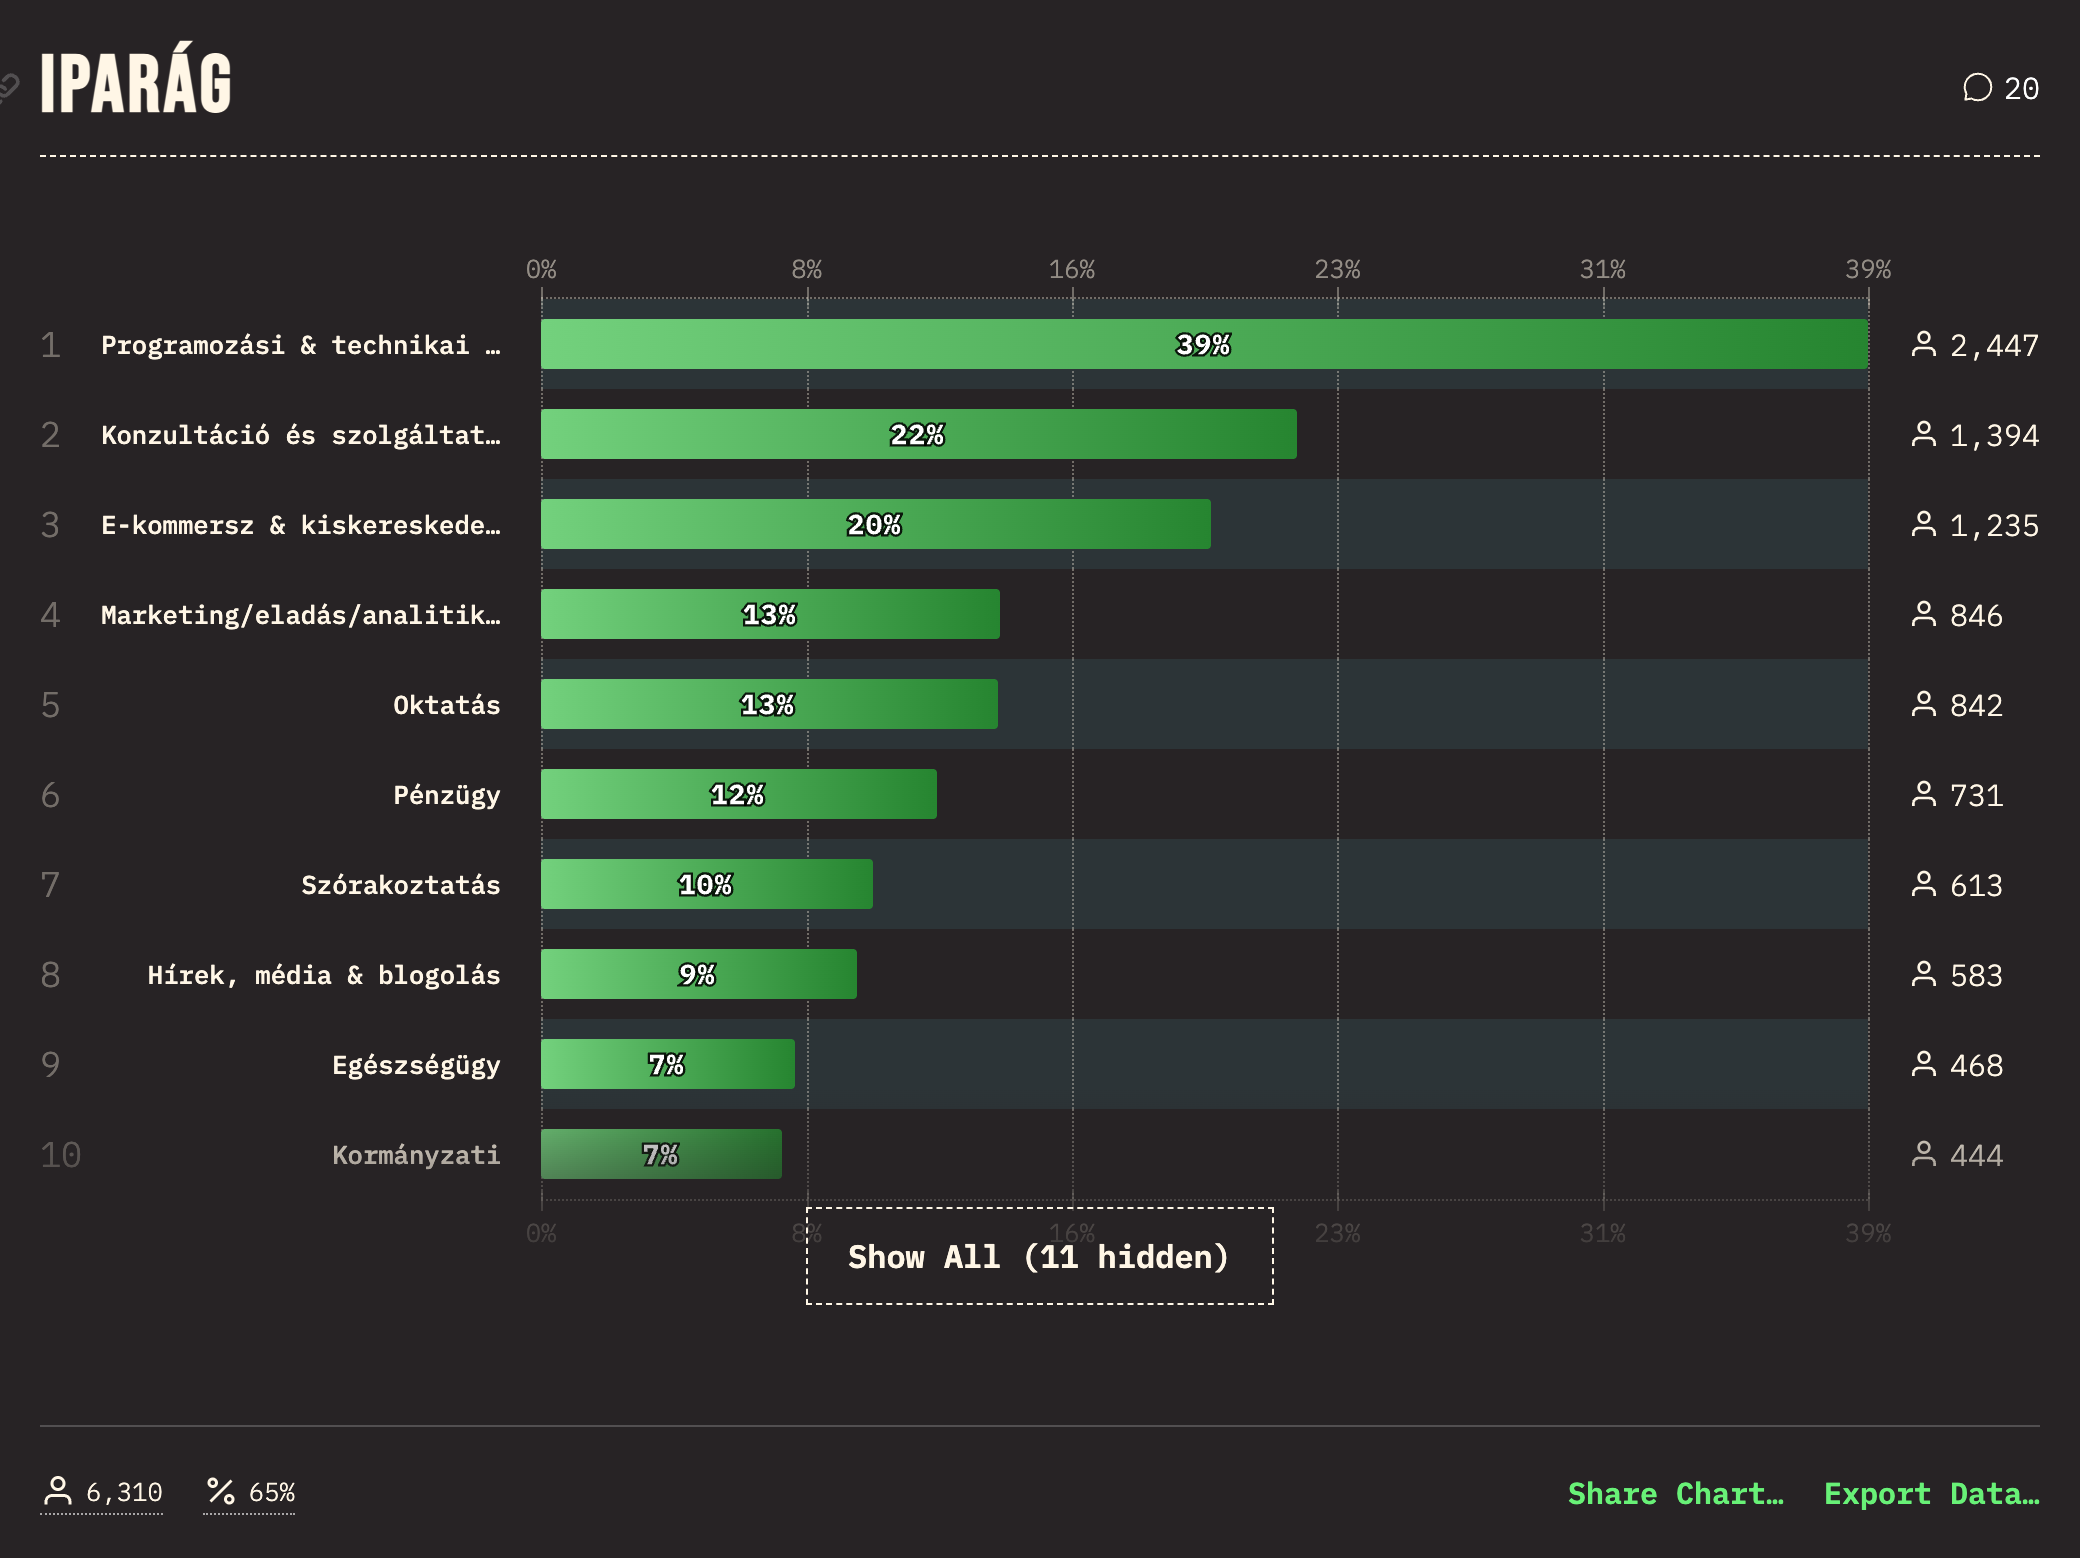 IPARÁG
20
0% 8% 16% 23% 31% 39%
1 Programozási & technikai … 39% 2,447
2 Konzultáció és szolgáltat… 22% 1,394
3 E-kommersz & kiskereskede… 20% 1,235
4 Marketing/eladás/analitik… 13% 846
5 Oktatás 13% 842
6 Pénzügy 12% 731
7 Szórakoztatás 10% 613
8 Hírek, média & blogolás 9% 583
9 Egészségügy 7% 468
10 Kormányzati 7% 444
0% 8% 16% 23% 31% 39%
Show All (11 hidden)
6,310 % 65% Share Chart… Export Data…